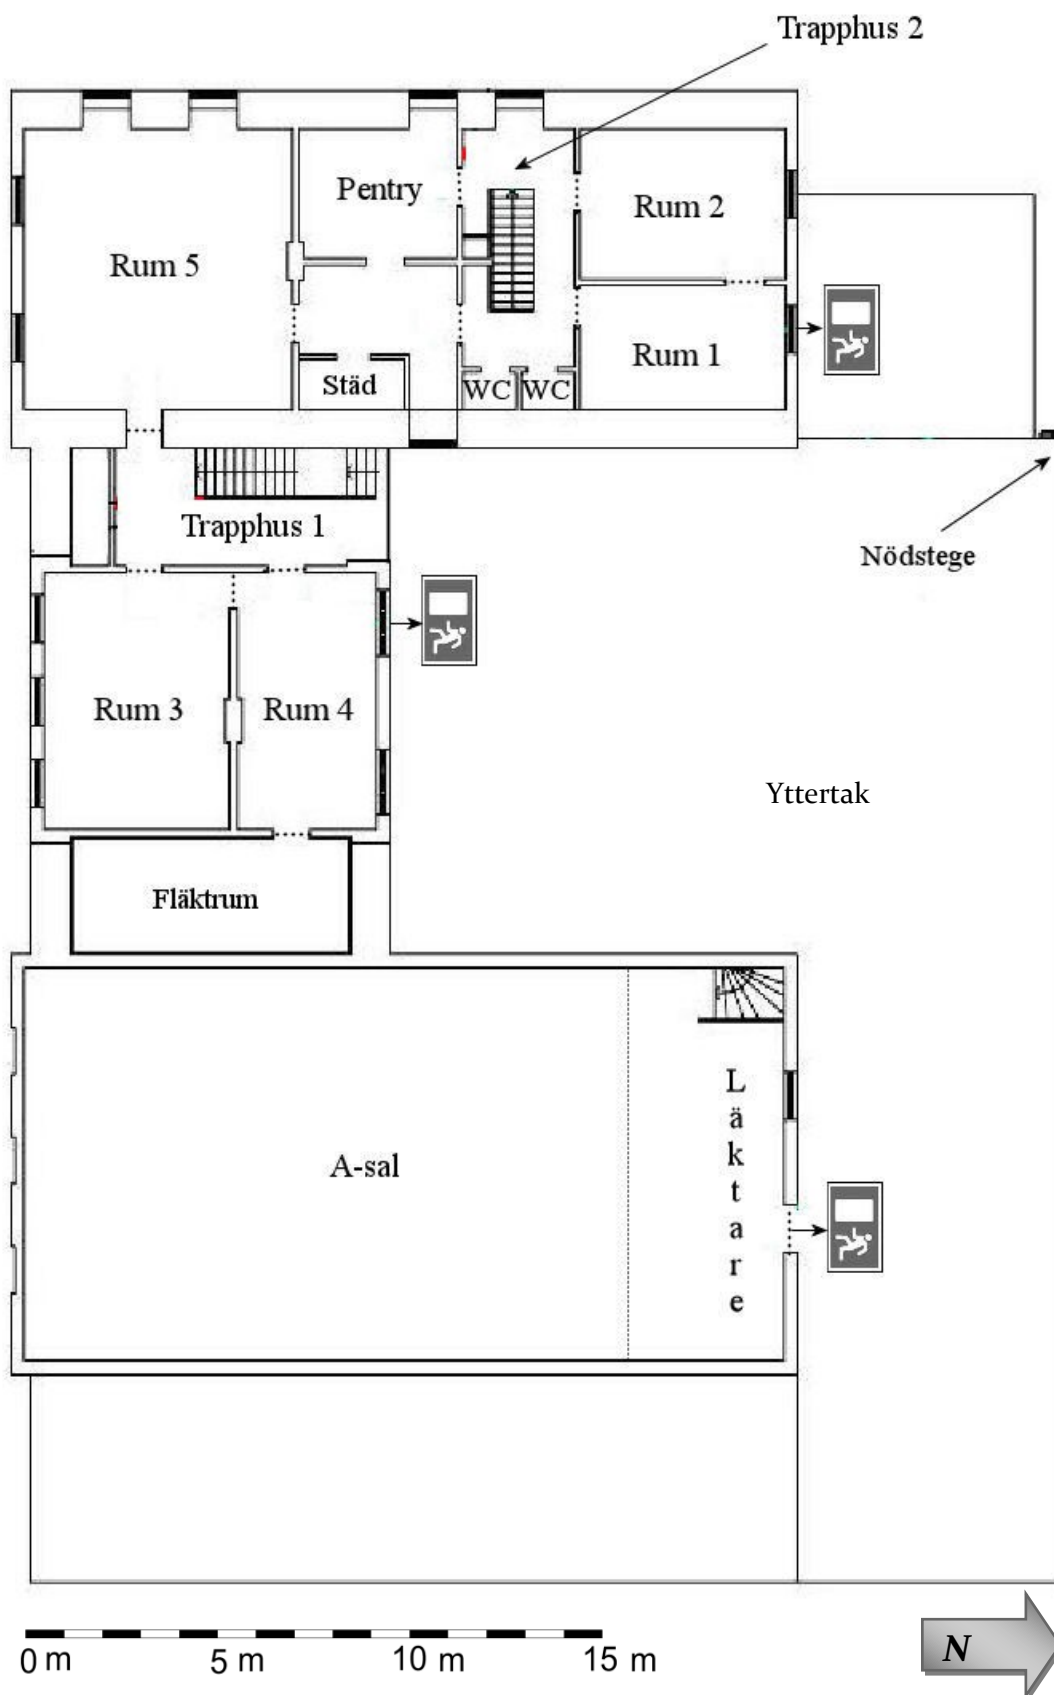 Trapphus 2
Pentry
Rum 2
Rum 5
Rum 1
Städ
WC
WC
Trapphus 1
Nödstege
Rum 3
Rum 4
Yttertak
Fläktrum
A-sal
Läktare
0 m
5 m
10 m
15 m
N